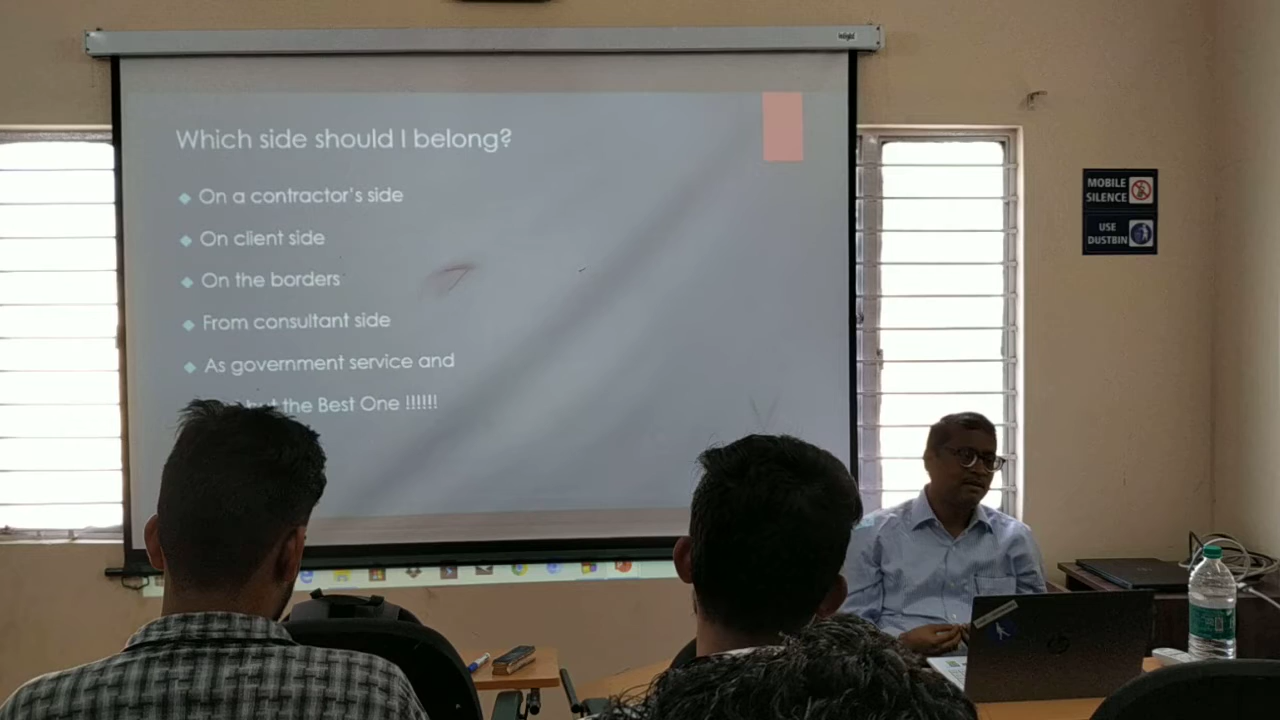 Which side should I belong?
On a contractor's side
On client side
On the borders
From consultant side
As government service and
the Best One !!!!!!
MOBILE
SILENCE
USE
DUSTBIN
hp